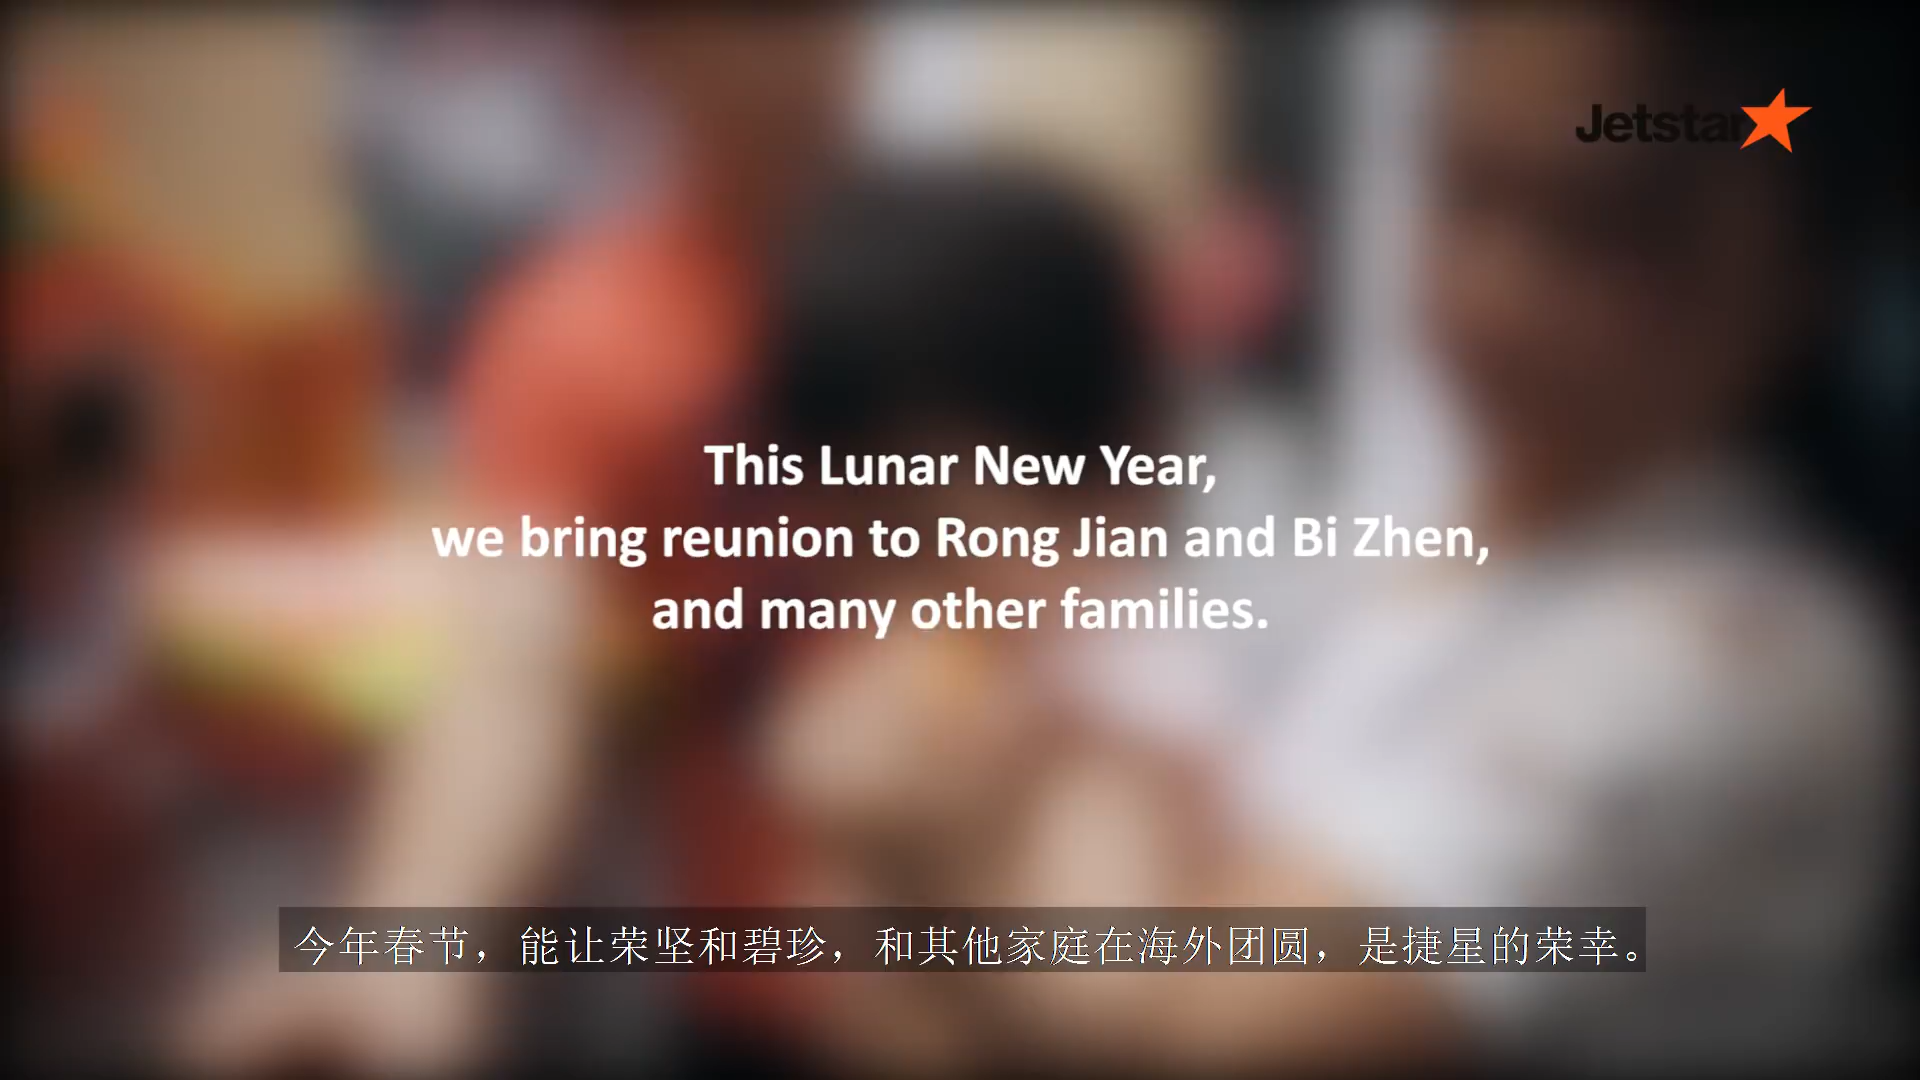 Jetstar
This Lunar New Year,
we bring reunion to Rong Jian and Bi Zhen,
and many other families.
今年春节，能让荣坚和碧珍，和其他家庭在海外团圆，是捷星的荣幸。